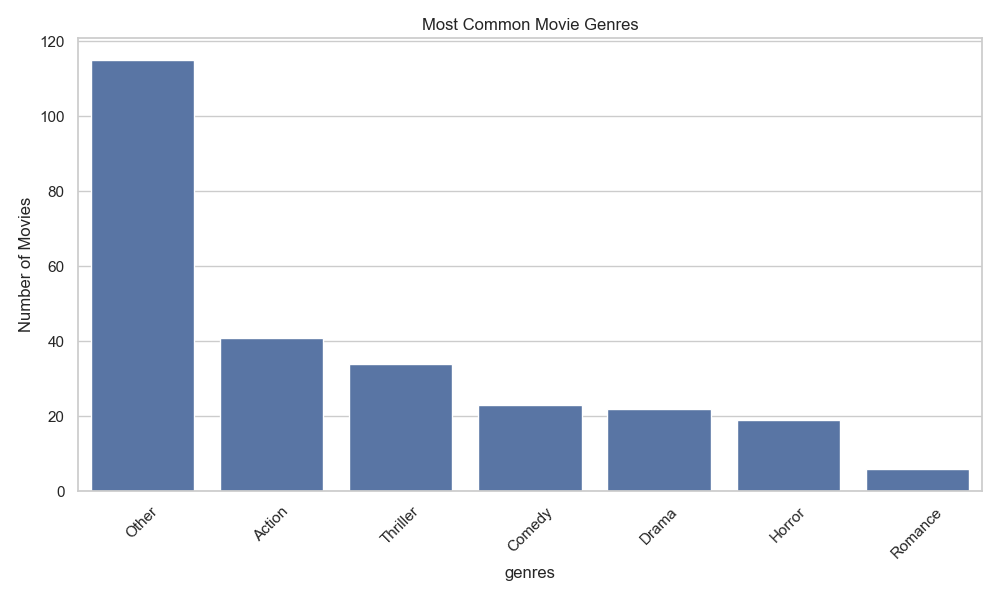 Most Common Movie Genres
Number of Movies
120
100
80
60
40
20
0
Other
Action
Thriller
Comedy
Drama
Horror
Romance
genres